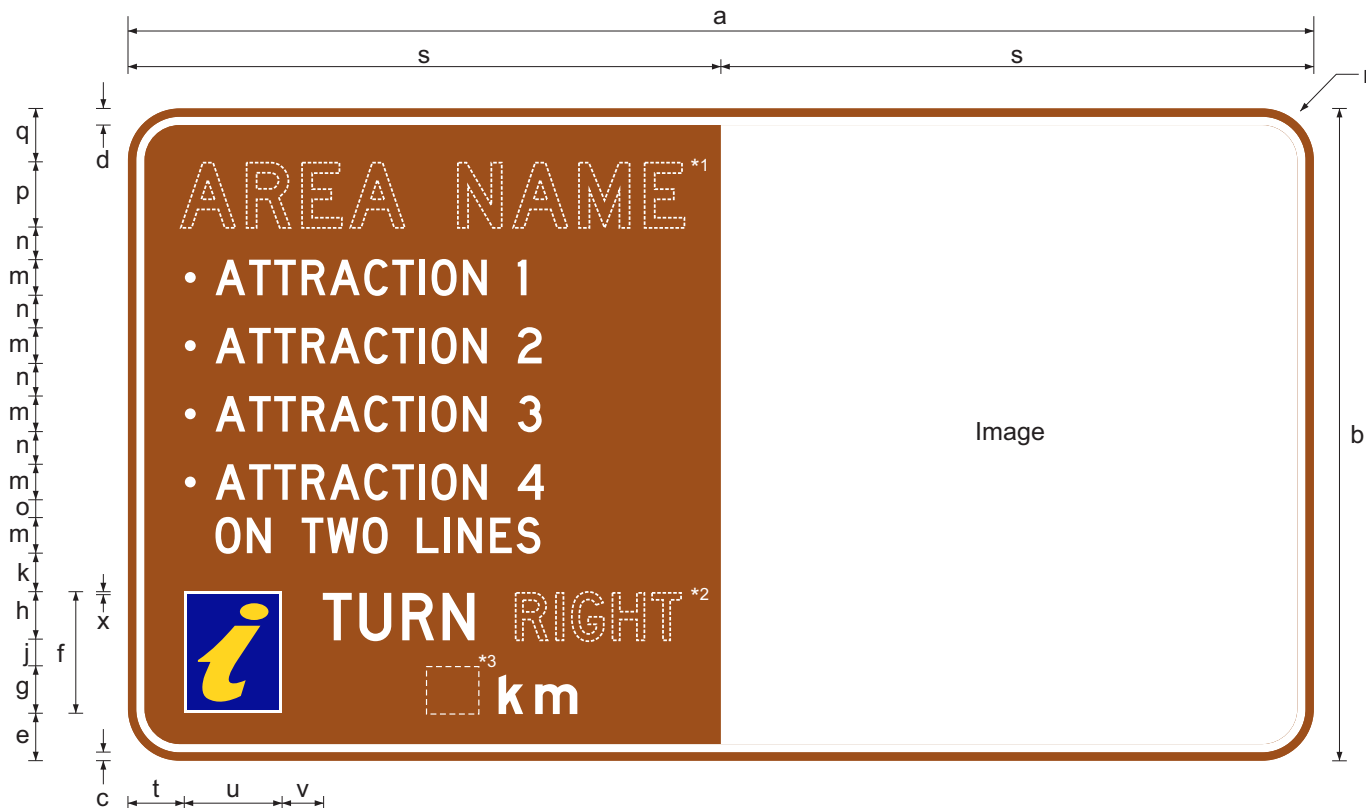 a
s s
r
q
d
AREA NAME *1
p
n
• ATTRACTION 1
m
n
• ATTRACTION 2
m
n
• ATTRACTION 3
m
Image
b
n
• ATTRACTION 4
m
o
ON TWO LINES
m
k
x
h
TURN RIGHT *2
f
j
i
*3
km
g
e
c
t u v